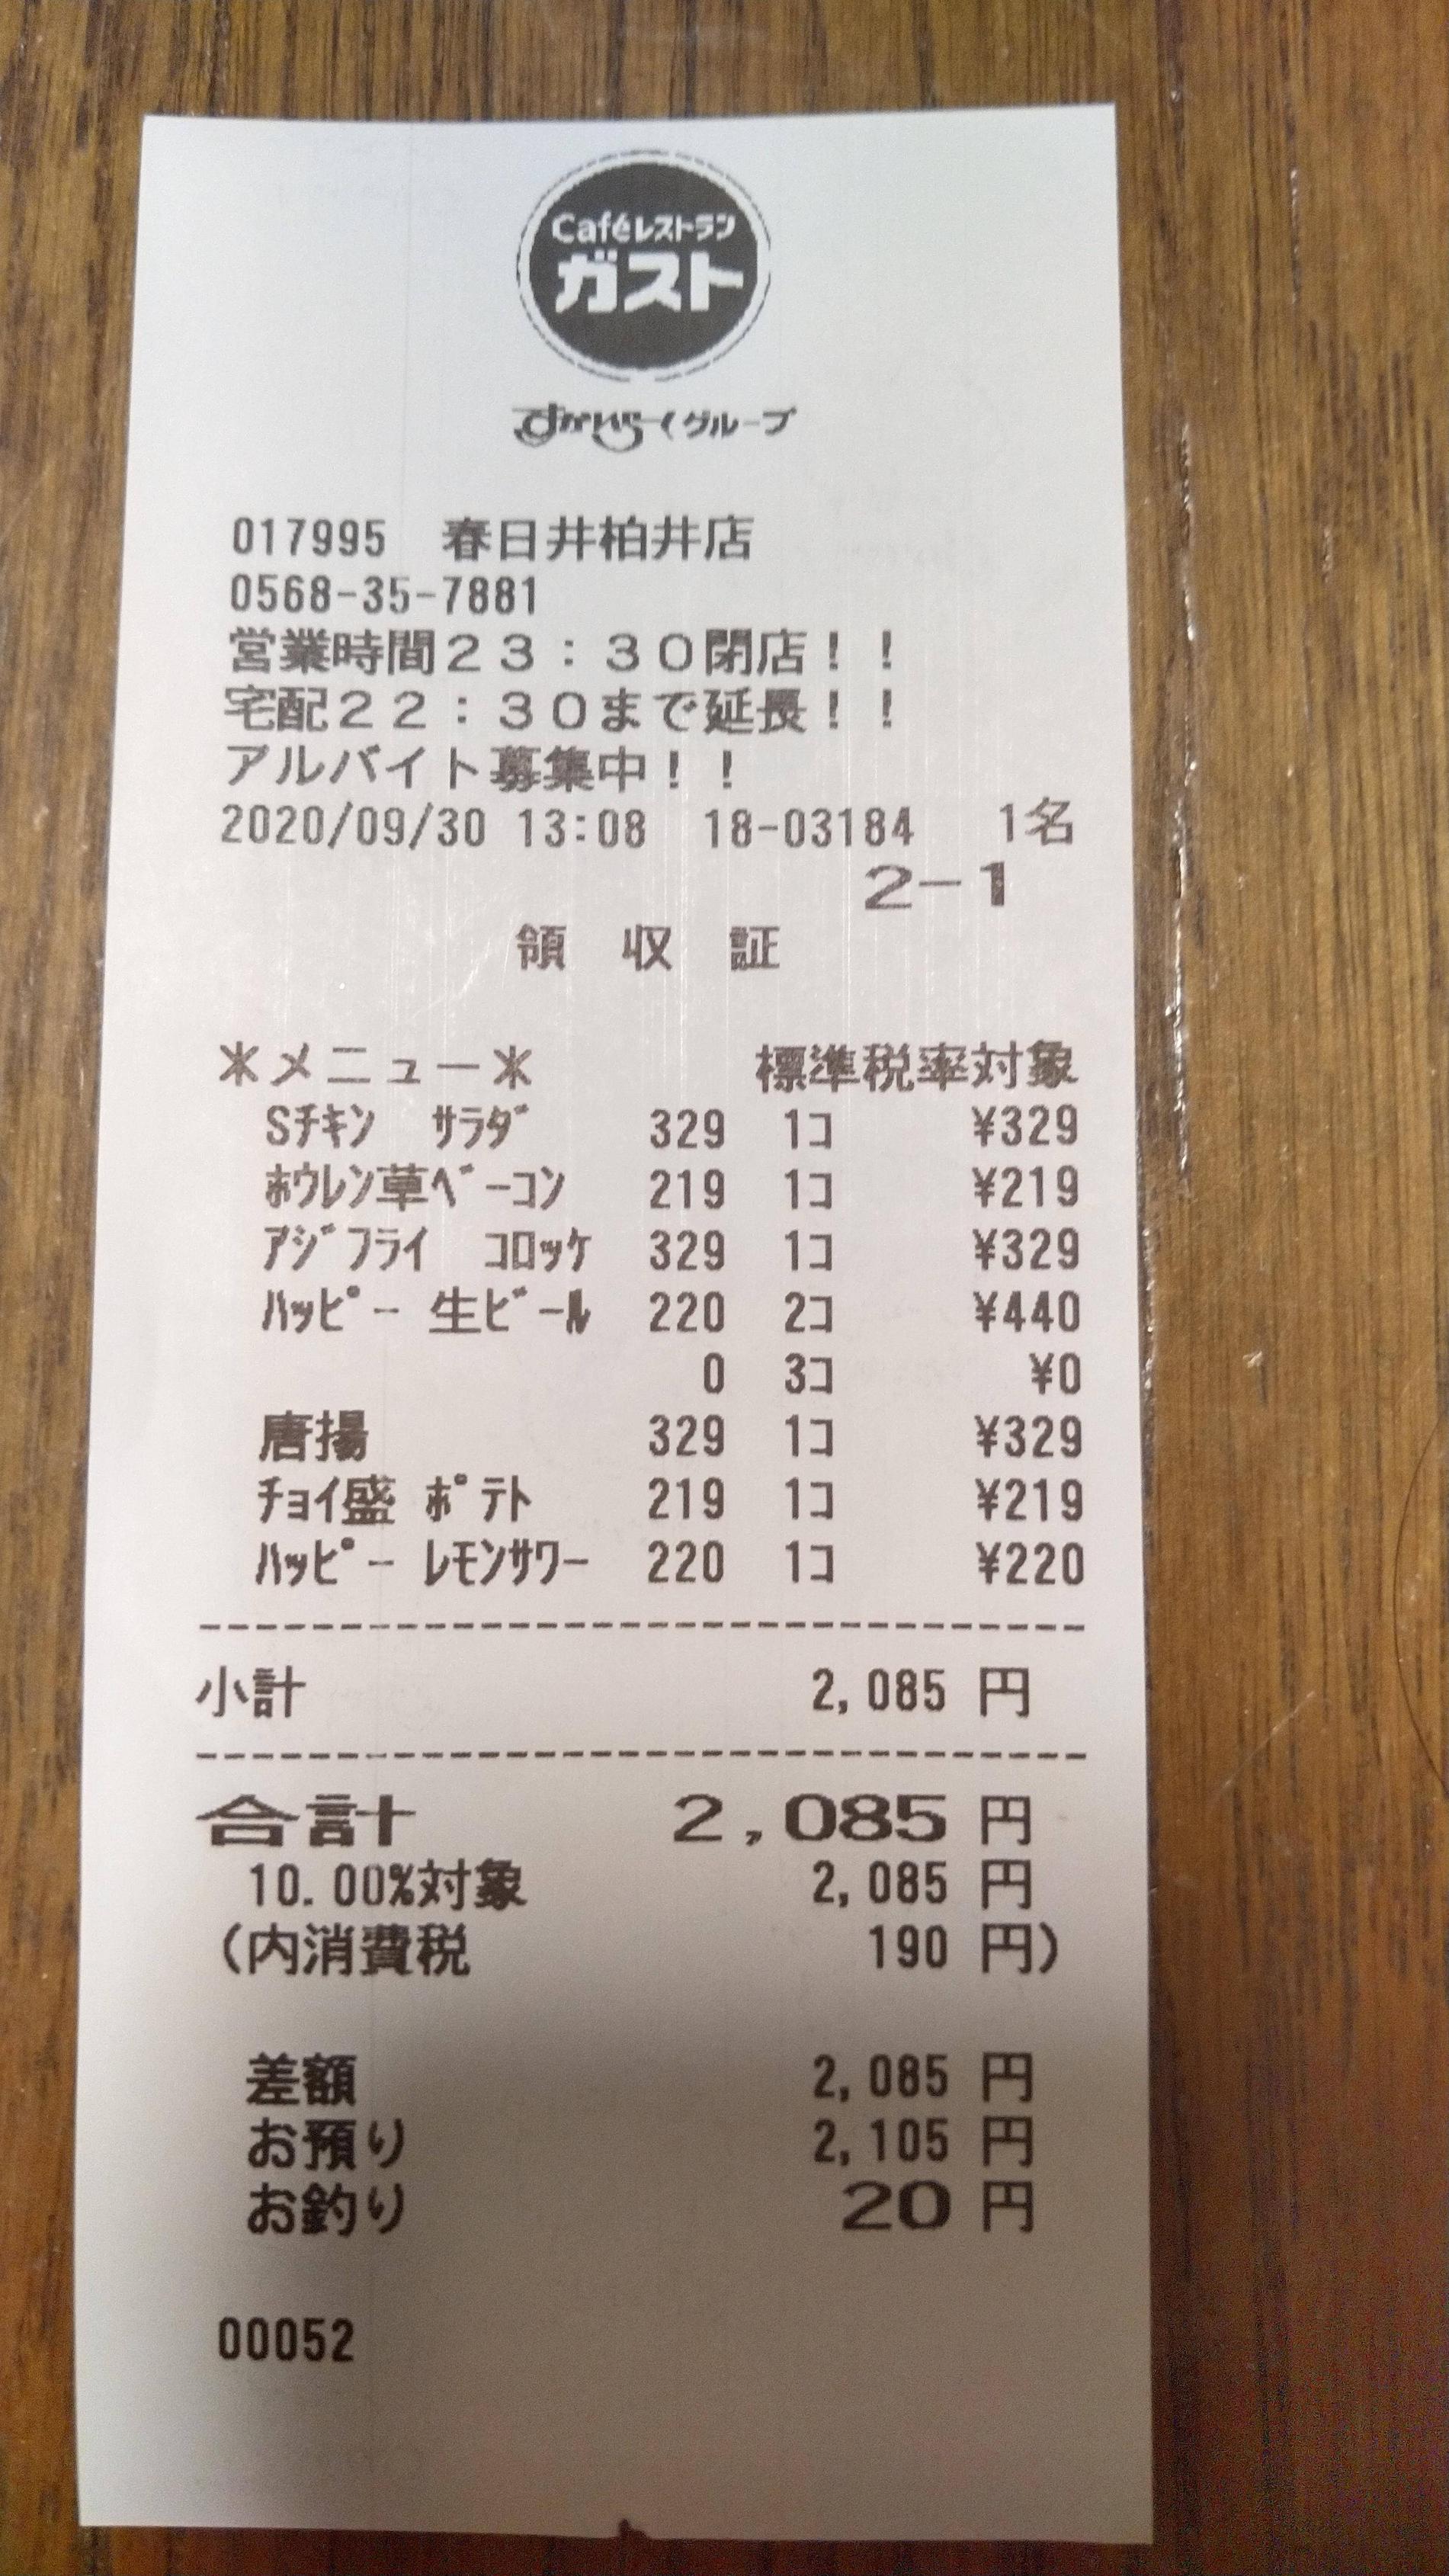 Caféレストラン
ガスト
すかいらーくグループ
017995 春日井柏井店
0568-35-7881
営業時間23：30閉店！！
宅配22：30まで延長！！
アルバイト募集中！！
2020/09/30 13:08 18-03184 1名
2-1
領 収 証
＊メニュー＊ 標準税率対象
Sﾁｷﾝ ｻﾗﾀﾞ 329 1ｺ ¥329
ﾎｳﾚﾝ草ﾍﾞｰｺﾝ 219 1ｺ ¥219
ｱｼﾞﾌﾗｲ ｺﾛｯｹ 329 1ｺ ¥329
ﾊｯﾋﾟｰ 生ﾋﾞｰﾙ 220 2ｺ ¥440
0 3ｺ ¥0
唐揚 329 1ｺ ¥329
ﾁｮｲ盛 ﾎﾟﾃﾄ 219 1ｺ ¥219
ﾊｯﾋﾟｰ ﾚﾓﾝｻﾜｰ 220 1ｺ ¥220
小計 2,085 円
合計 2,085 円
10.00%対象 2,085 円
(内消費税 190 円)
差額 2,085 円
お預り 2,105 円
お釣り 20 円
00052